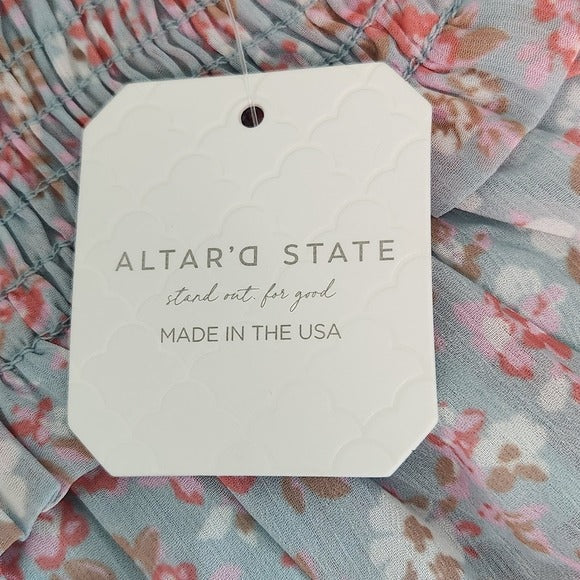 ALTAR'D STATE
stand out. for good
MADE IN THE USA